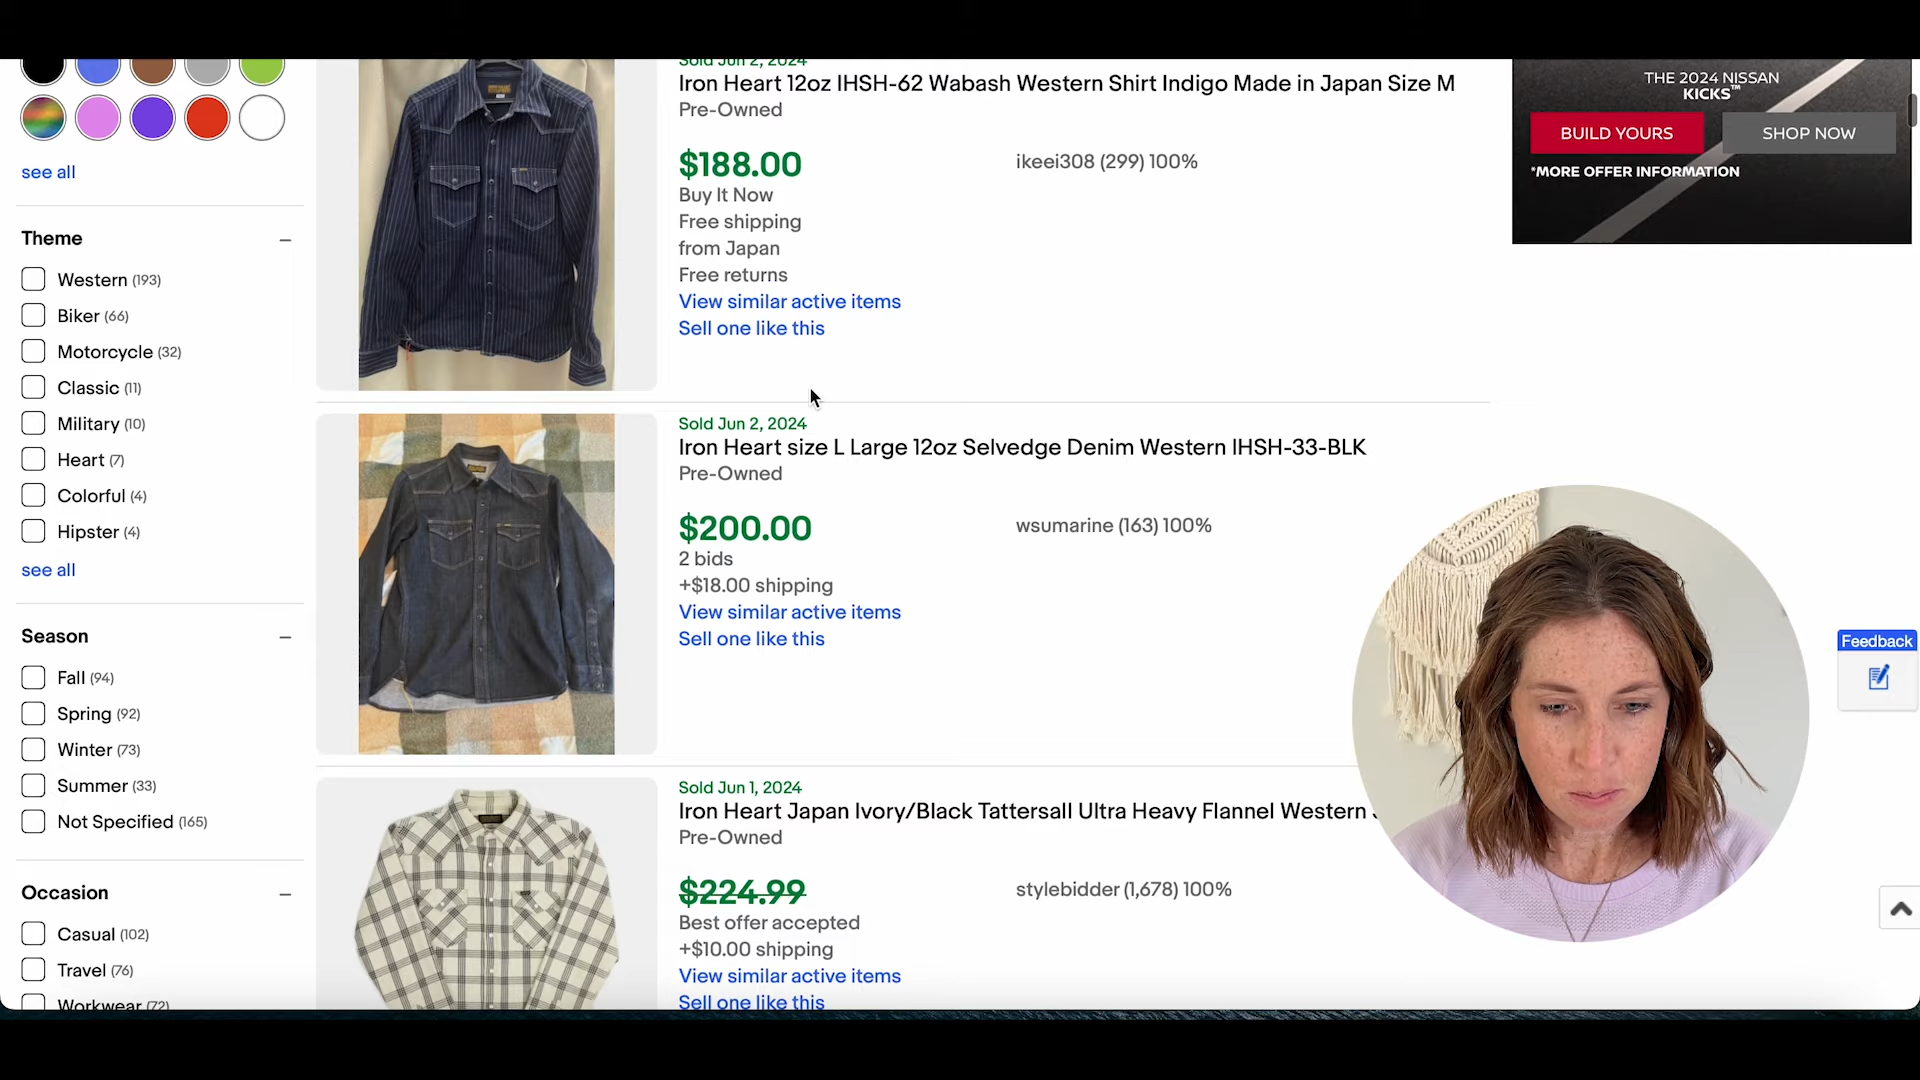 see all
Theme
Western (193)
Biker (66)
Motorcycle (32)
Classic (11)
Military (10)
Heart (7)
Colorful (4)
Hipster (4)
see all
Season
Fall (94)
Spring (92)
Winter (73)
Summer (33)
Not Specified (165)
Occasion
Casual (102)
Travel (76)
Workwear (72)
Sold Jun 2, 2024
Iron Heart 12oz IHSH-62 Wabash Western Shirt Indigo Made in Japan Size M
Pre-Owned
$188.00
Buy It Now
Free shipping
from Japan
Free returns
View similar active items
Sell one like this
ikeei308 (299) 100%
Sold Jun 2, 2024
Iron Heart size L Large 12oz Selvedge Denim Western IHSH-33-BLK
Pre-Owned
$200.00
2 bids
+$18.00 shipping
View similar active items
Sell one like this
wsumarine (163) 100%
Sold Jun 1, 2024
Iron Heart Japan Ivory/Black Tattersall Ultra Heavy Flannel Western
Pre-Owned
$224.99
Best offer accepted
+$10.00 shipping
View similar active items
Sell one like this
stylebidder (1,678) 100%
THE 2024 NISSAN
KICKS™
BUILD YOURS
SHOP NOW
*MORE OFFER INFORMATION
Feedback